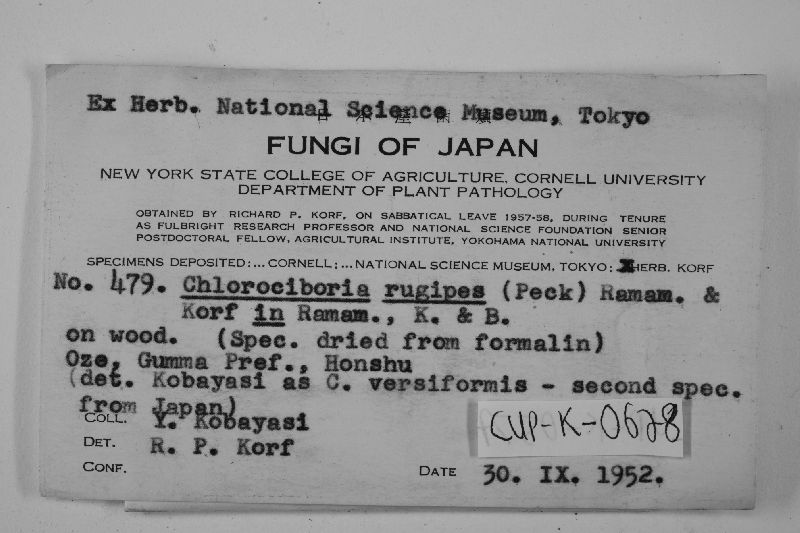 Ex Herb. National Science Museum, Tokyo
FUNGI OF JAPAN
NEW YORK STATE COLLEGE OF AGRICULTURE, CORNELL UNIVERSITY
DEPARTMENT OF PLANT PATHOLOGY
OBTAINED BY RICHARD P. KORF, ON SABBATICAL LEAVE 1957-58, DURING TENURE
AS FULBRIGHT RESEARCH PROFESSOR AND NATIONAL SCIENCE FOUNDATION SENIOR
POSTDOCTORAL FELLOW, AGRICULTURAL INSTITUTE, YOKOHAMA NATIONAL UNIVERSITY
SPECIMENS DEPOSITED: ... CORNELL; ... NATIONAL SCIENCE MUSEUM, TOKYO; X HERB. KORF
No. 479. Chlorociboria rugipes (Peck) Ramam. &
Korf in Ramam., K. & B.
on wood. (Spec. dried from formalin)
Oze, Gumma Pref., Honshu
(det. Kobayasi as C. versiformis - second spec.
from Japan)
COLL. Y. Kobayasi
CUP-K-0628
DET. R. P. Korf
CONF.
DATE 30. IX. 1952.